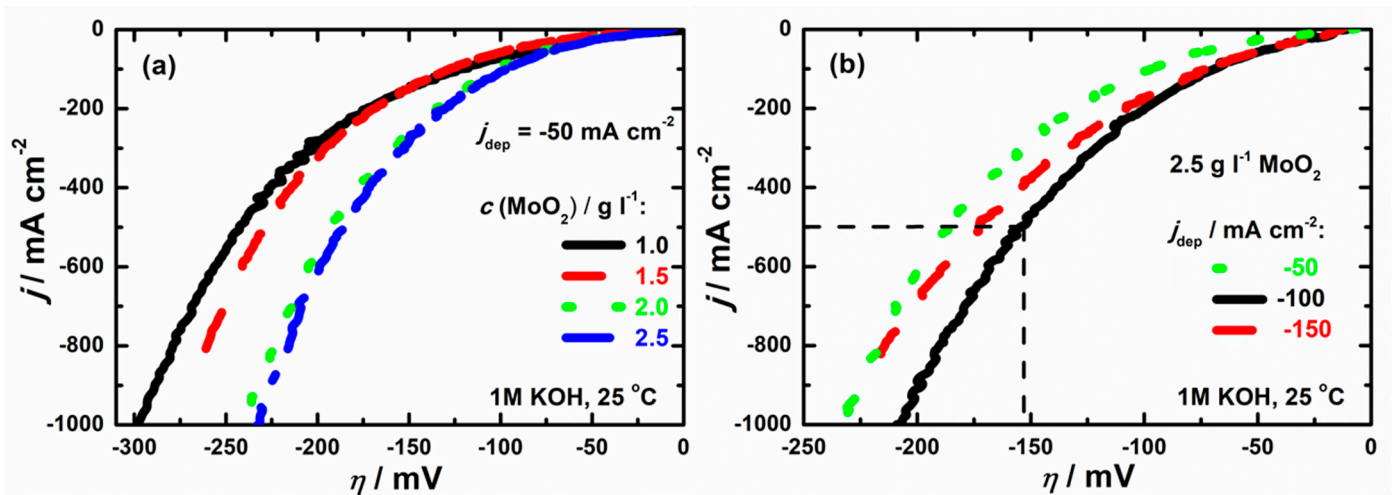 (a)
j_dep = -50 mA cm⁻²
c (MoO₂) / g l⁻¹:
1.0
1.5
2.0
2.5
1M KOH, 25 °C
0
-200
-400
-600
-800
-1000
j / mA cm⁻²
-300 -250 -200 -150 -100 -50 0
η / mV
(b)
2.5 g l⁻¹ MoO₂
j_dep / mA cm⁻²:
-50
-100
-150
1M KOH, 25 °C
0
-200
-400
-600
-800
-1000
j / mA cm⁻²
-250 -200 -150 -100 -50 0
η / mV